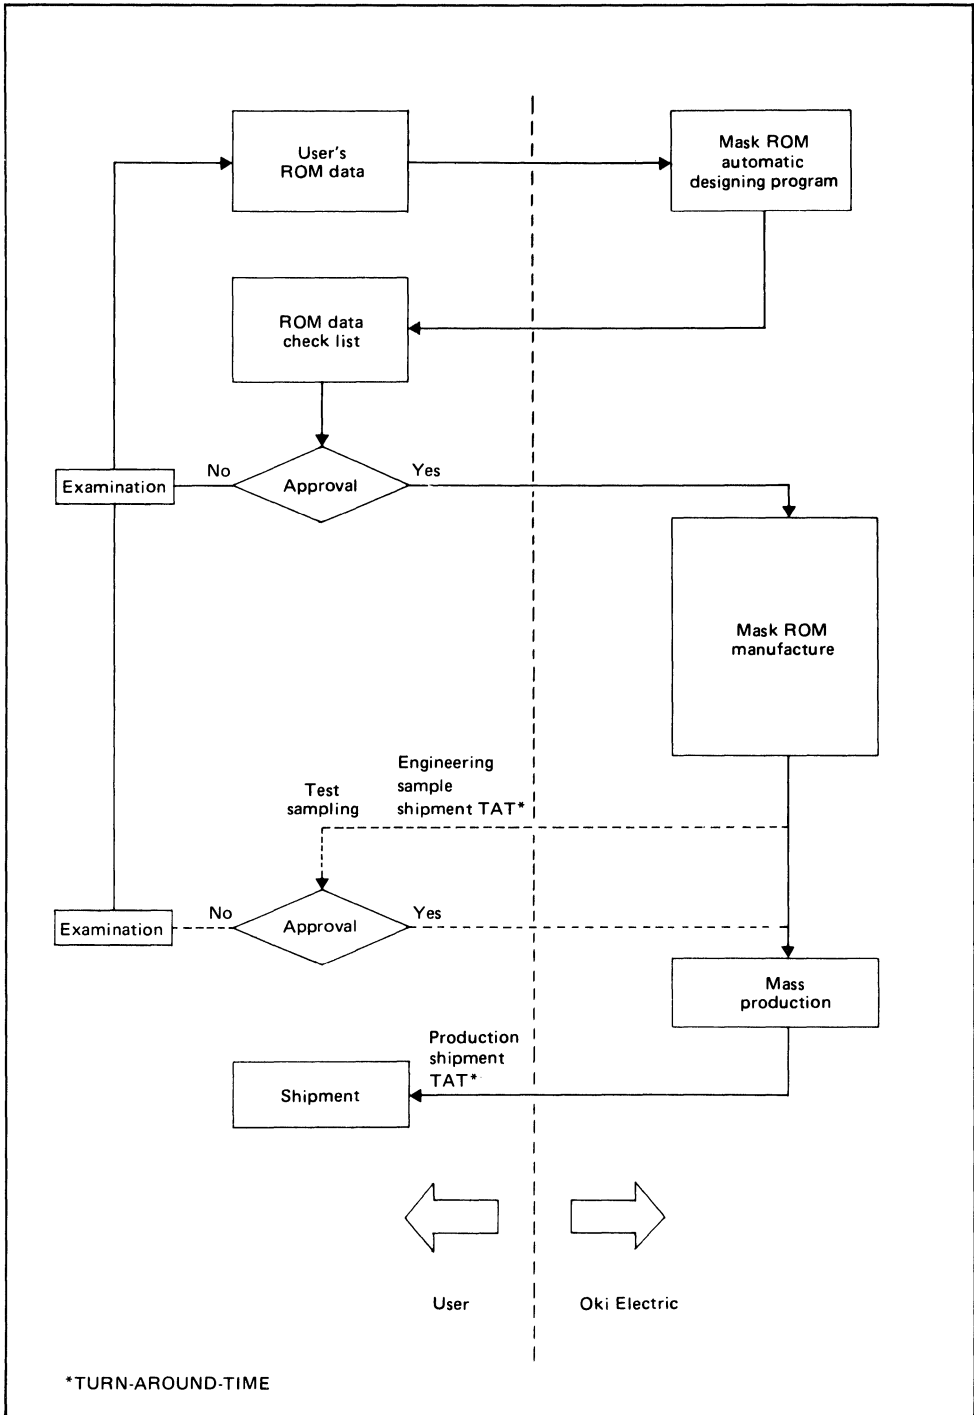 User's
ROM data
Mask ROM
automatic
designing program
ROM data
check list
No
Yes
Examination
Approval
Mask ROM
manufacture
Engineering
sample
shipment TAT*
Test
sampling
No
Yes
Examination
Approval
Mass
production
Production
shipment
TAT*
Shipment
User
Oki Electric
*TURN-AROUND-TIME